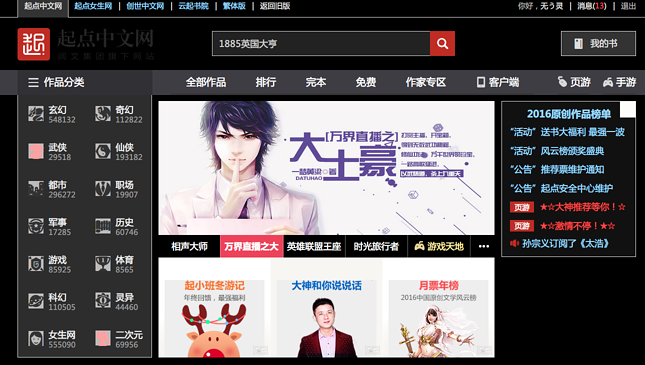 起点中文网 | 起点女生网 | 创世中文网 | 云起书院 | 繁体版 | 返回旧版
你好，无う灵 | 消息(13) | 退出
起点中文网
阅文集团旗下网站
1885英国大亨
我的书
作品分类
全部作品 排行 完本 免费 作家专区 客户端 页游 手游
玄幻 奇幻
548132 112822
武侠 仙侠
29518 193182
都市 职场
296272 19907
军事 历史
17285 60746
游戏 体育
85925 8565
科幻 灵异
110505 44460
女生网 二次元
555090 69956
[万界直播之]
大土豪
一醋黄梁◎著
DATUHAO
相声大师 万界直播之大 英雄联盟王座 时光旅行者 游戏天地 •••
起小班冬游记
年终回馈，最强福利
大神和你说说话
月票年榜
2016中国原创文学风云榜
2016原创作品榜单
“活动” 送书大福利 最强一波
“活动” 风云榜颁奖盛典
“公告” 推荐票维护通知
“公告” 起点安全中心维护
页游 ★☆大神推荐等你！☆
页游 ★☆激情不停！★☆
孙宗义订阅了《太浩》